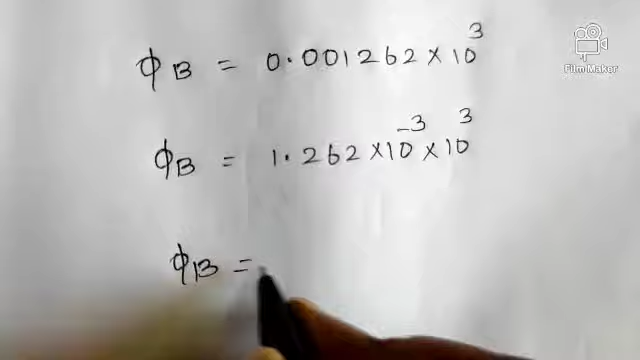 ϕB = 0.001262 × 10³
Film Maker
ϕB = 1.262 × 10⁻³ × 10³
ϕB =